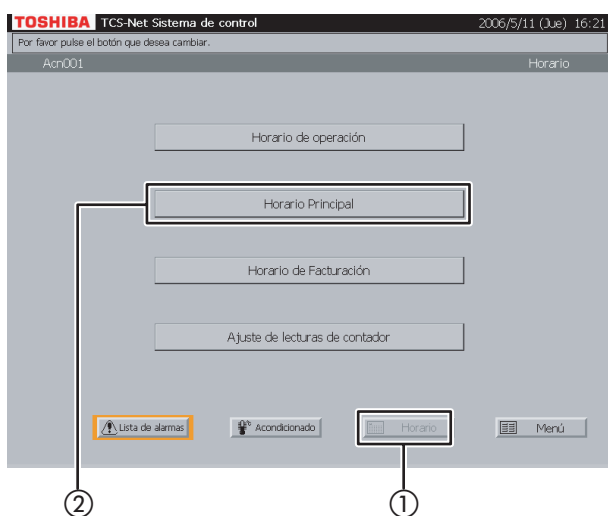 TOSHIBA TCS-Net Sistema de control 2006/5/11 (Jue) 16:21
Por favor pulse el botón que desea cambiar.
Acn001 Horario
Horario de operación
Horario Principal
Horario de Facturación
Ajuste de lecturas de contador
Lista de alarmas Acondicionado Horario Menú
② ①